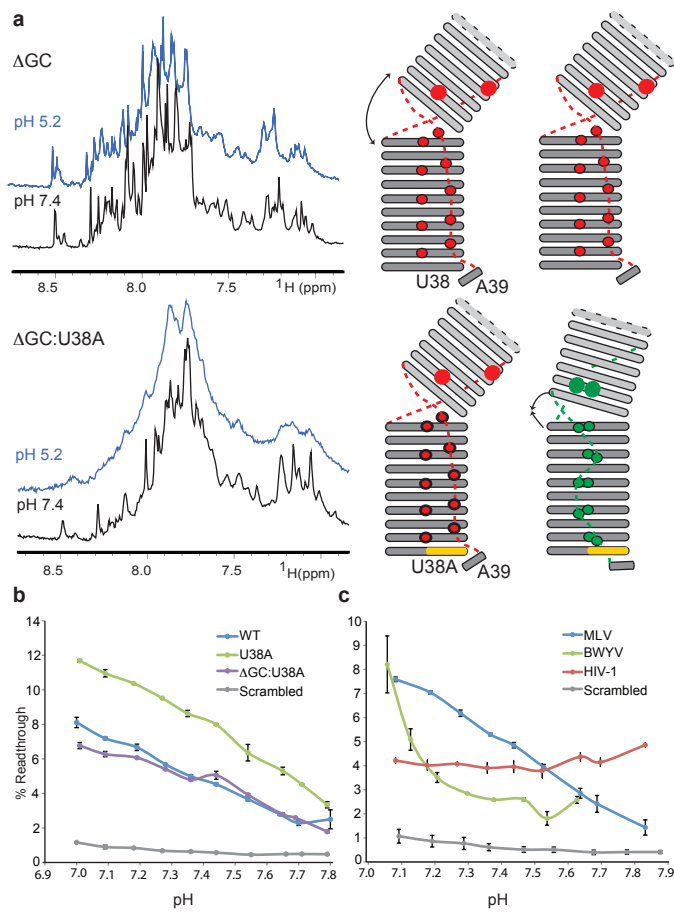 a
ΔGC
pH 5.2
pH 7.4
8.5 8.0 7.5 ¹H (ppm)
U38 A39
ΔGC:U38A
pH 5.2
pH 7.4
8.5 8.0 7.5 ¹H(ppm)
U38A A39
b
WT
U38A
ΔGC:U38A
Scrambled
% Readthrough
14
12
10
8
6
4
2
0
6.9 7.0 7.1 7.2 7.3 7.4 7.5 7.6 7.7 7.8
pH
c
MLV
BWYV
HIV-1
Scrambled
10
9
8
7
6
5
4
3
2
1
0
7.0 7.1 7.2 7.3 7.4 7.5 7.6 7.7 7.8 7.9
pH